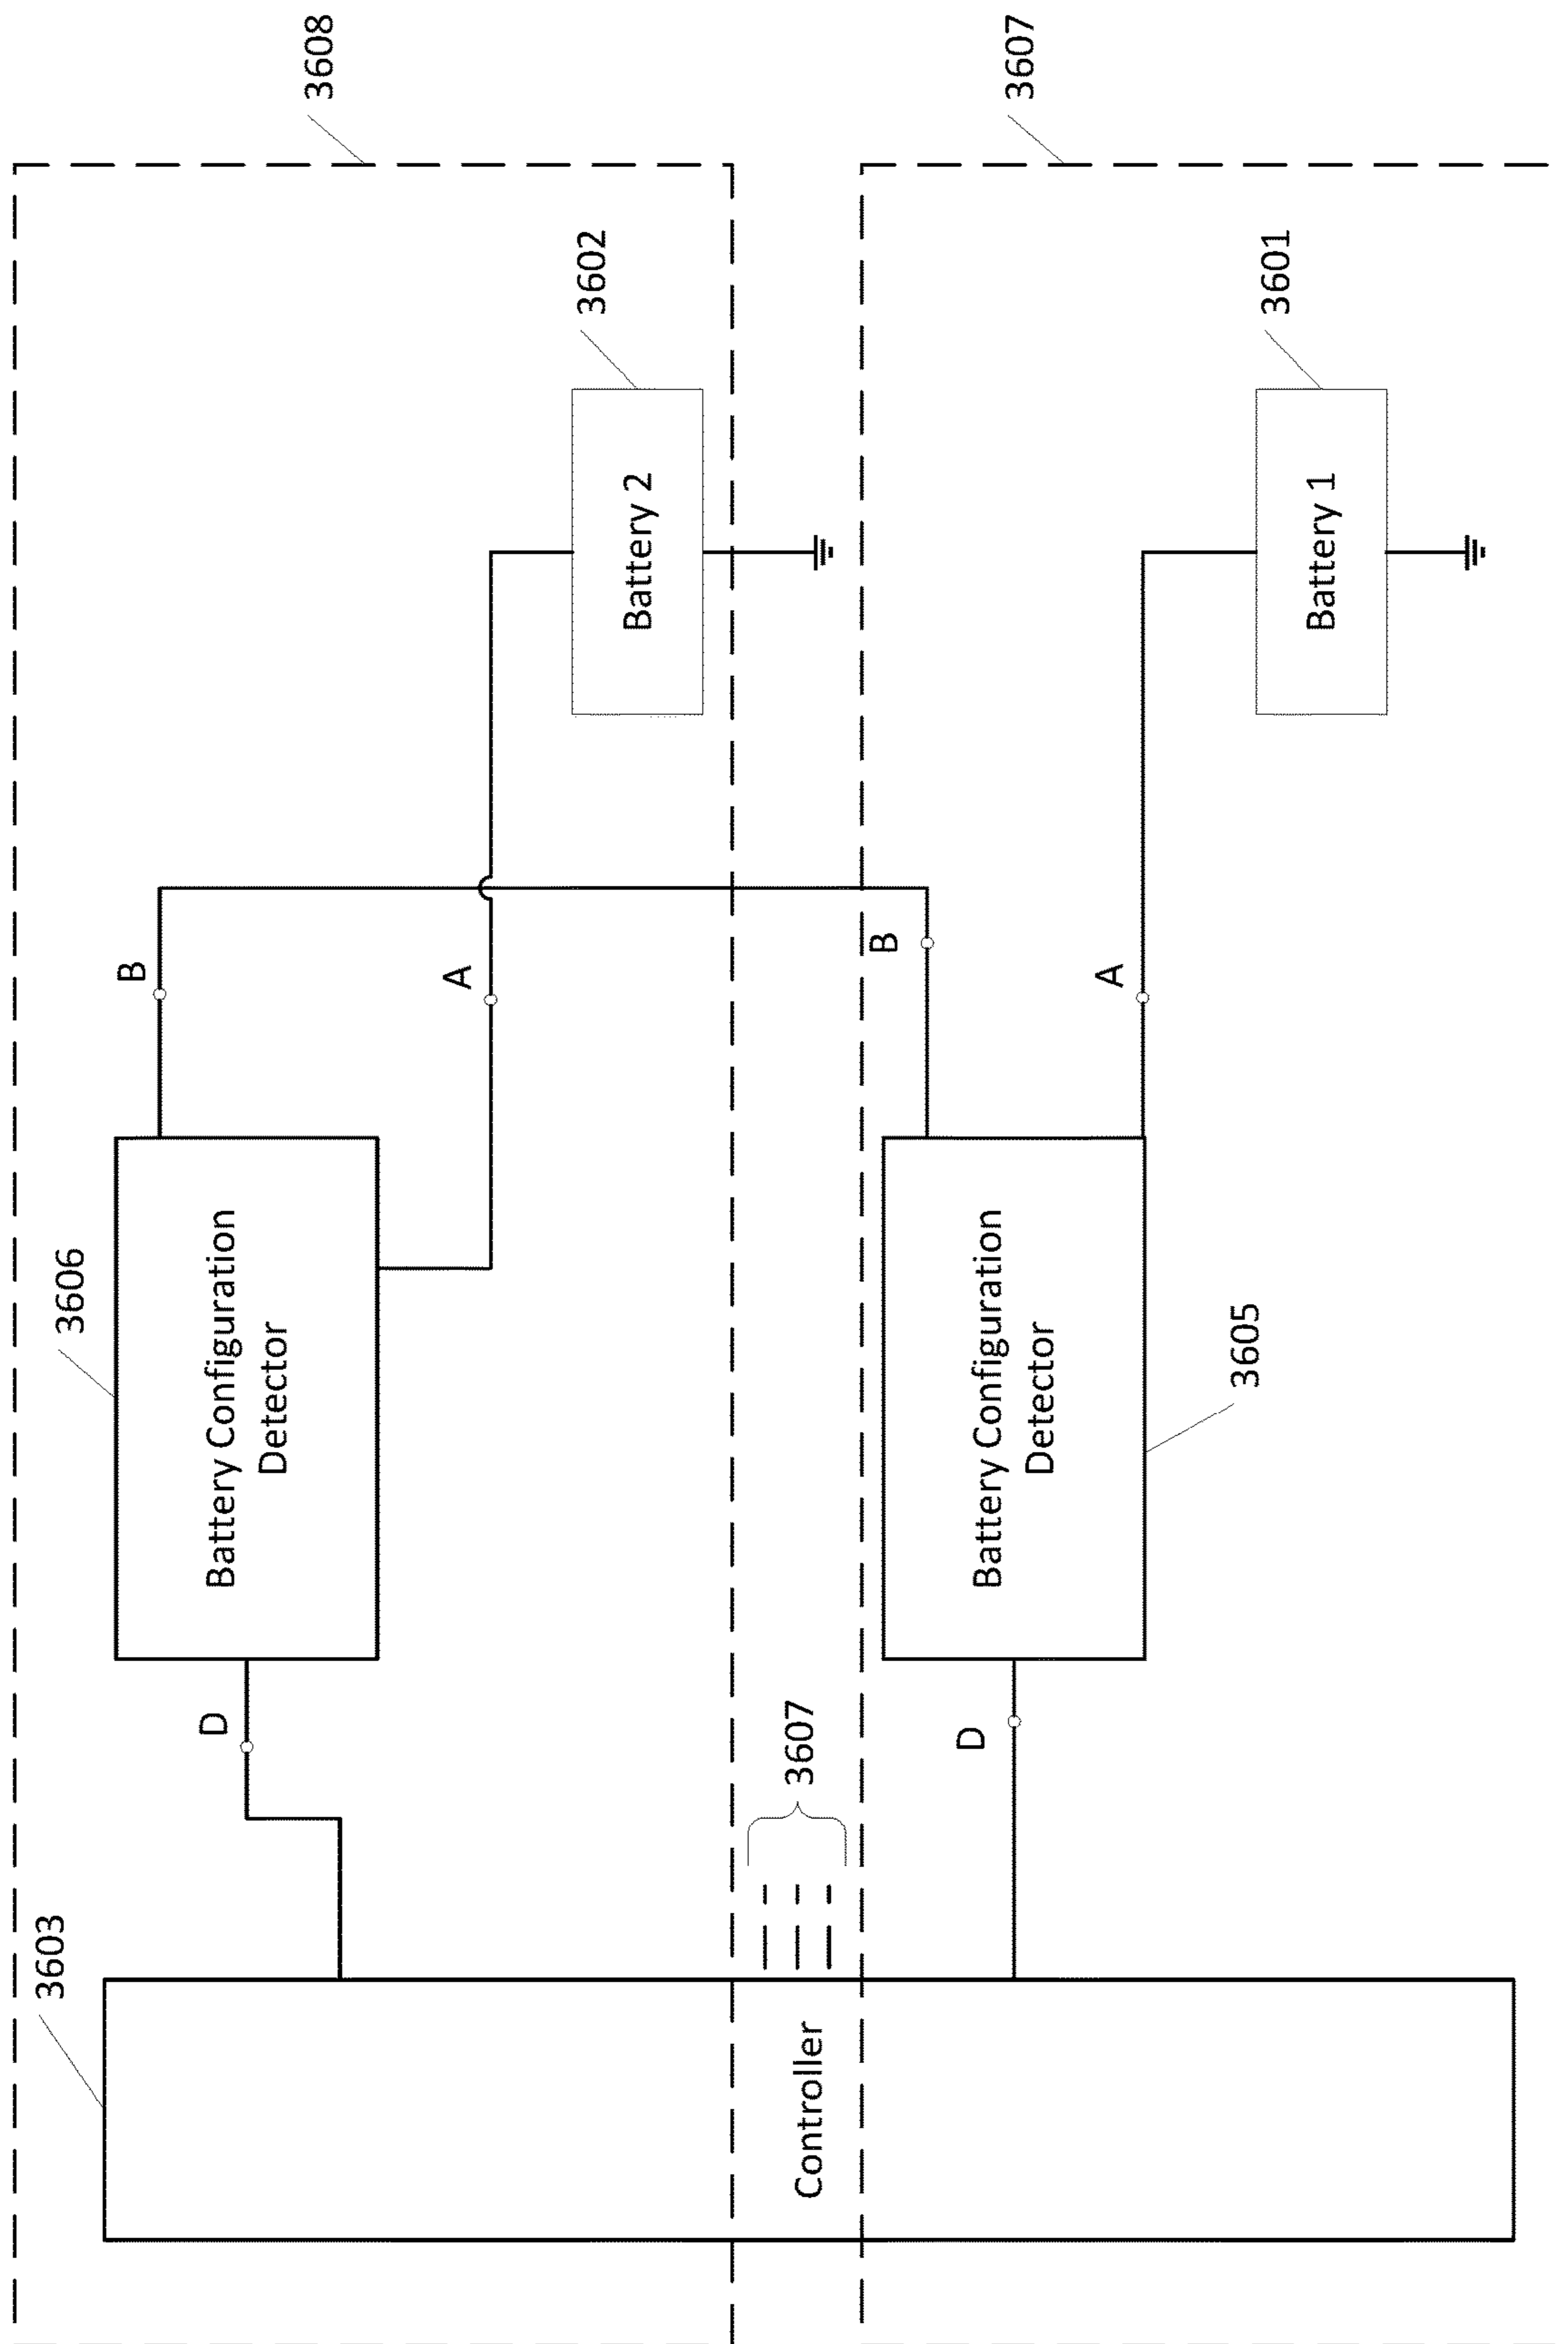 3608
3607
3602
3601
Battery 2
Battery 1
B
A
B
A
3606
Battery Configuration
Detector
Battery Configuration
Detector
3605
D
D
3607
3603
Controller